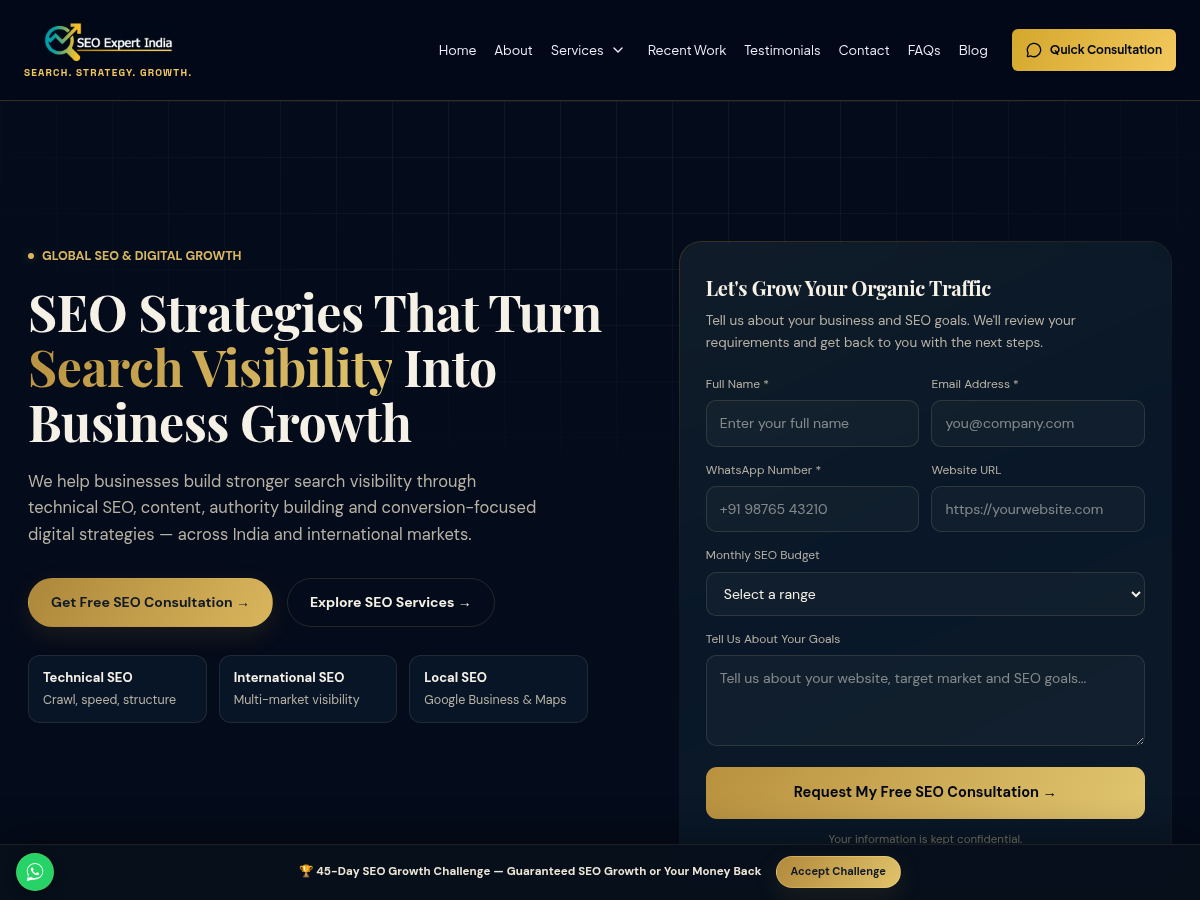 SEO Expert India
SEARCH. STRATEGY. GROWTH.
Home
About
Services
Recent Work
Testimonials
Contact
FAQs
Blog
Quick Consultation
GLOBAL SEO & DIGITAL GROWTH
SEO Strategies That Turn
Search Visibility Into
Business Growth
We help businesses build stronger search visibility through
technical SEO, content, authority building and conversion-focused
digital strategies — across India and international markets.
Get Free SEO Consultation →
Explore SEO Services →
Technical SEO
Crawl, speed, structure
International SEO
Multi-market visibility
Local SEO
Google Business & Maps
Let's Grow Your Organic Traffic
Tell us about your business and SEO goals. We'll review your
requirements and get back to you with the next steps.
Full Name *
Enter your full name
Email Address *
you@company.com
WhatsApp Number *
+91 98765 43210
Website URL
https://yourwebsite.com
Monthly SEO Budget
Select a range
Tell Us About Your Goals
Tell us about your website, target market and SEO goals...
Request My Free SEO Consultation →
Your information is kept confidential.
🏆 45-Day SEO Growth Challenge — Guaranteed SEO Growth or Your Money Back
Accept Challenge